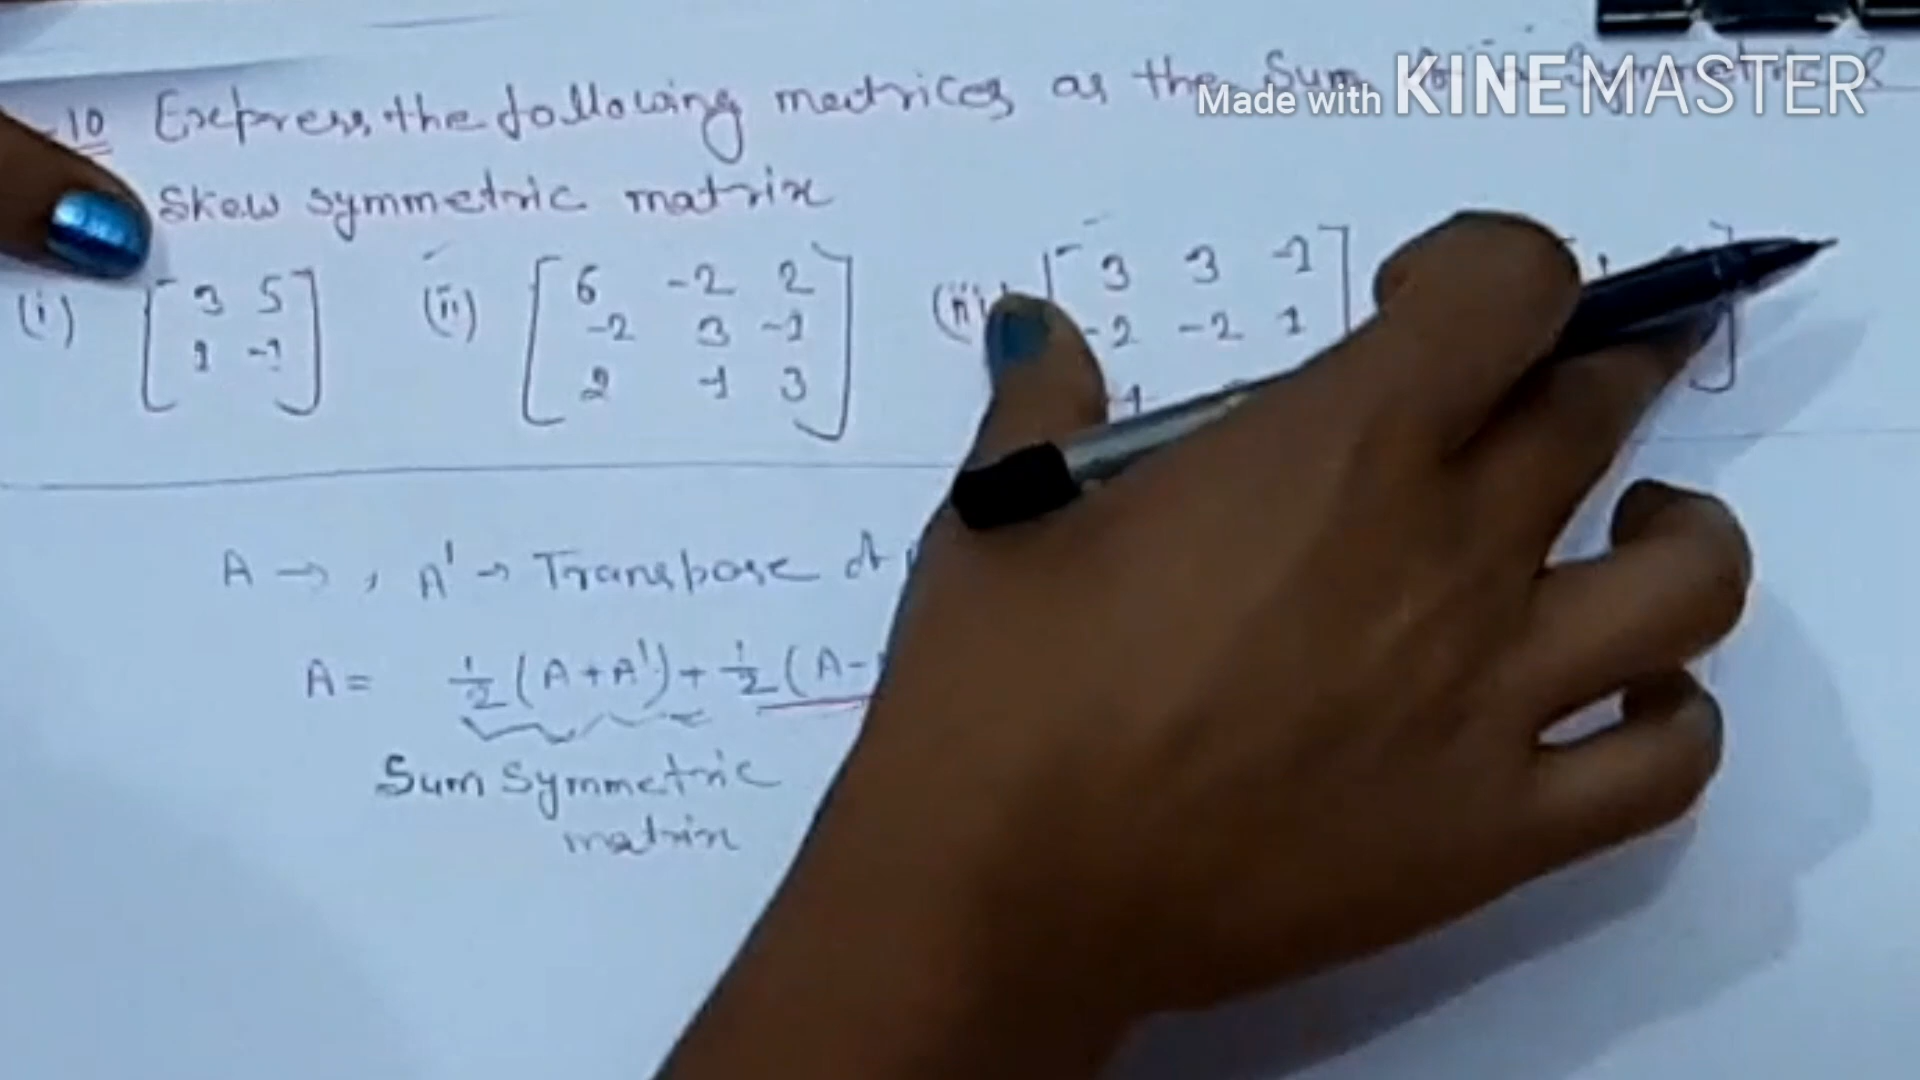 10 Express the following matrices as the Sum
Made with KINEMASTER
Skew symmetric matrix
(i) [3 5] (ii) [6 -2 2] [3 3 -1]
1 -1 -2 3 -1 -2 -2 1
2 -1 3
A → , A' → Transpose of
A = 1/2 (A+A') + 1/2 (A-
Sum Symmetric
matrix